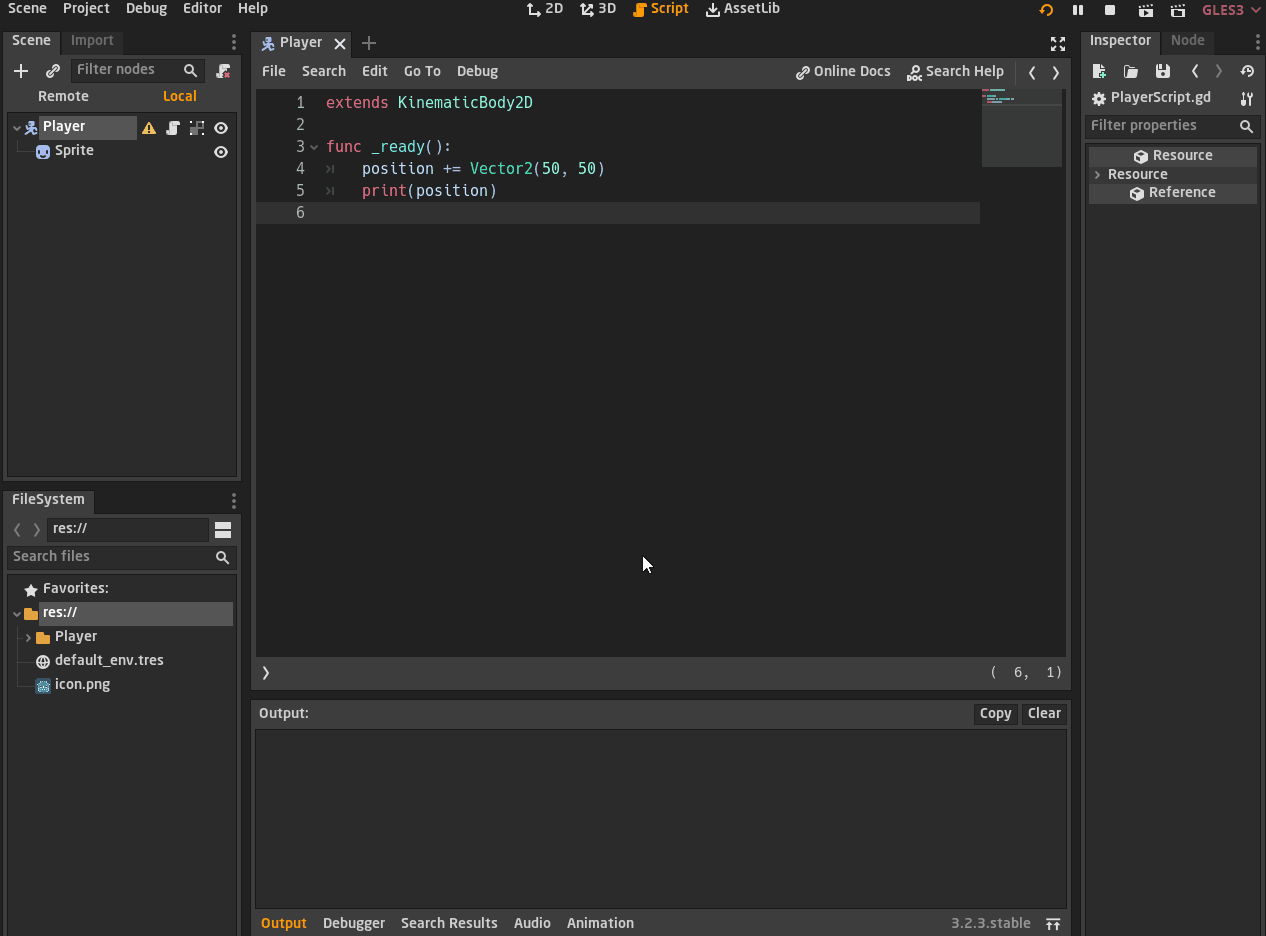 Scene Project Debug Editor Help 2D 3D Script AssetLib GLES3
Scene Import
Filter nodes
Remote Local
Player
Sprite
FileSystem
res://
Search files
Favorites:
res://
Player
default_env.tres
icon.png
Player
File Search Edit Go To Debug Online Docs Search Help
1 extends KinematicBody2D
2
3 func _ready():
4 position += Vector2(50, 50)
5 print(position)
6
( 6, 1)
Output: Copy Clear
Output Debugger Search Results Audio Animation 3.2.3.stable
Inspector Node
PlayerScript.gd
Filter properties
Resource
Resource
Reference